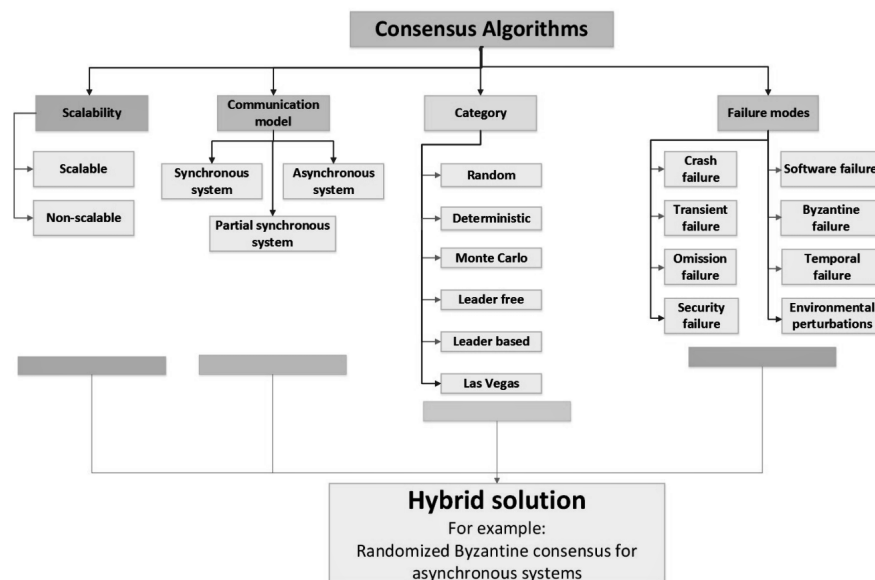 Consensus Algorithms
Scalability
Scalable
Non-scalable
Communication
model
Synchronous
system
Asynchronous
system
Partial synchronous
system
Category
Random
Deterministic
Monte Carlo
Leader free
Leader based
Las Vegas
Failure modes
Crash
failure
Transient
failure
Omission
failure
Security
failure
Software failure
Byzantine
failure
Temporal
failure
Environmental
perturbations
Hybrid solution
For example:
Randomized Byzantine consensus for
asynchronous systems